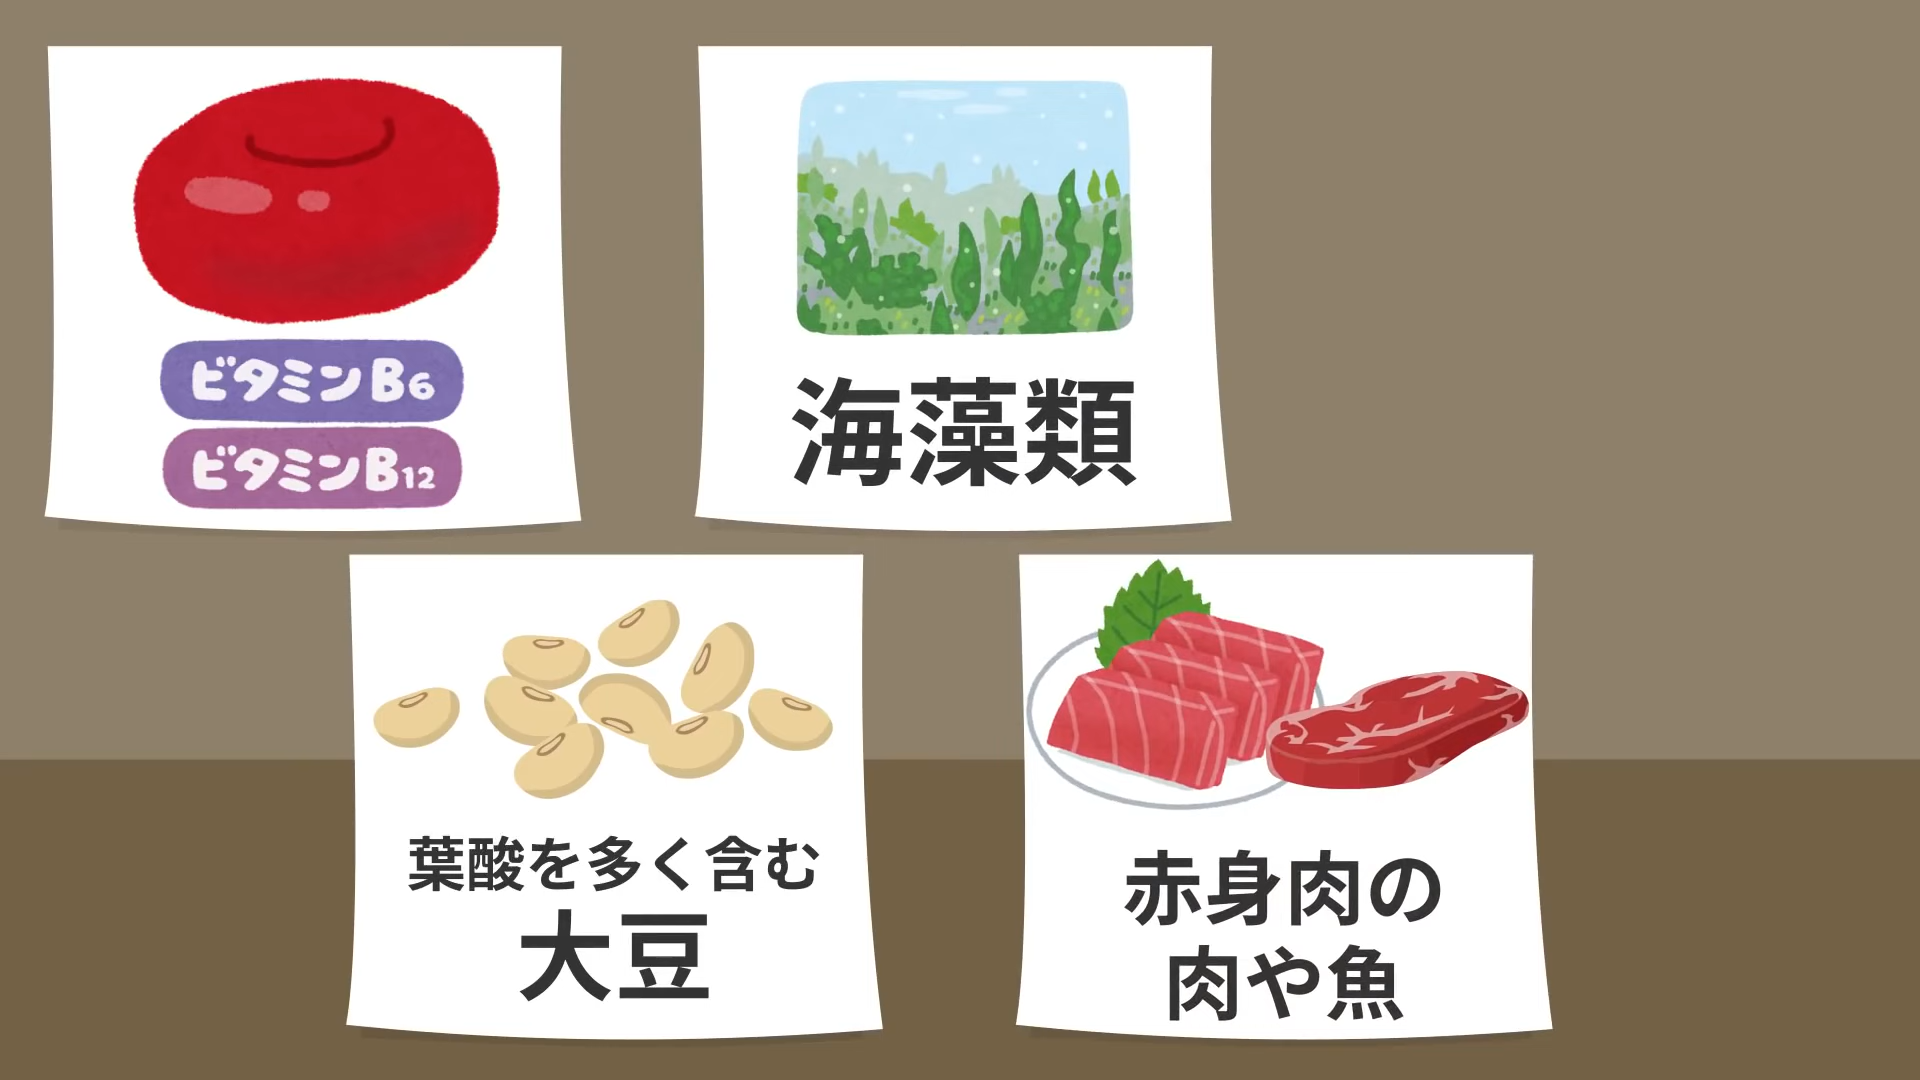 ビタミンB6
ビタミンB12
海藻類
葉酸を多く含む
大豆
赤身肉の
肉や魚